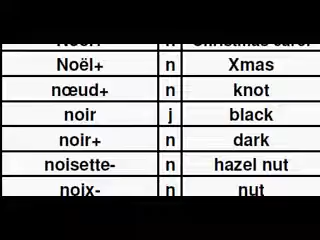 Noël+ n Xmas
nœud+ n knot
noir j black
noir+ n dark
noisette- n hazel nut
noix- n nut